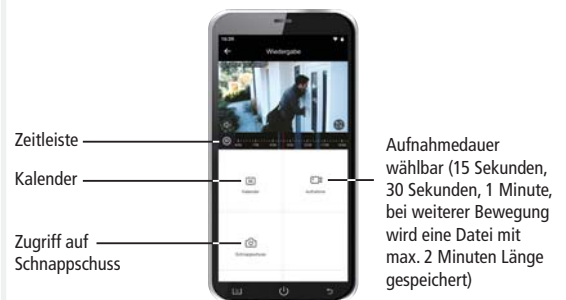 Wiedergabe
Zeitleiste
Kalender
Zugriff auf
Schnappschuss
Kalender
Aufnahme
Schnappschuss
Aufnahmedauer
wählbar (15 Sekunden,
30 Sekunden, 1 Minute,
bei weiterer Bewegung
wird eine Datei mit
max. 2 Minuten Länge
gespeichert)